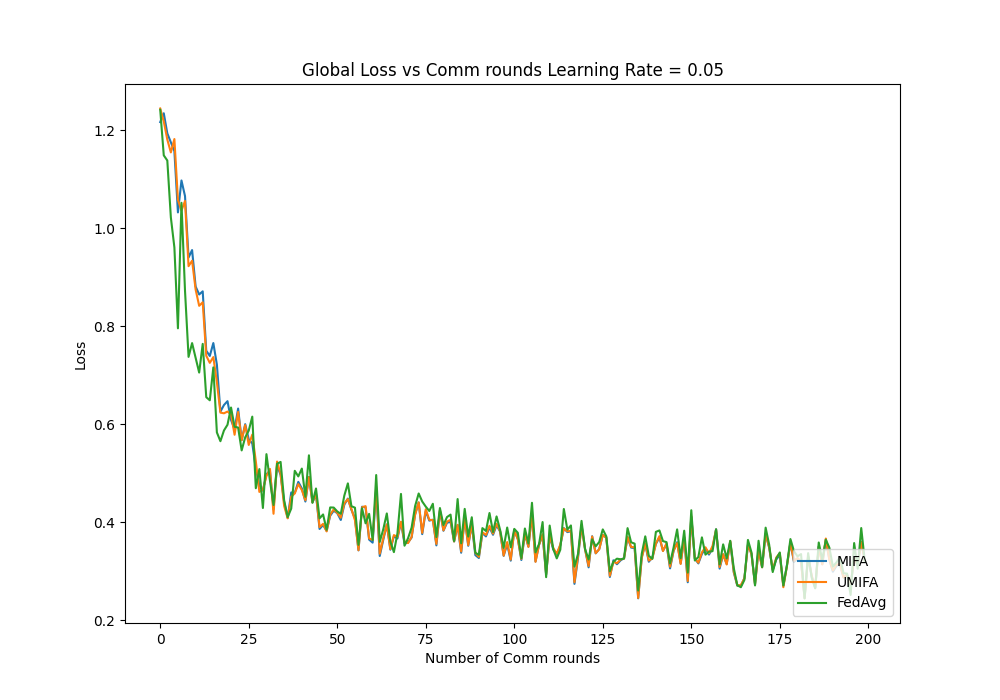 Global Loss vs Comm rounds Learning Rate = 0.05
1.2
1.0
0.8
0.6
0.4
0.2
Loss
MIFA
UMIFA
FedAvg
0 25 50 75 100 125 150 175 200
Number of Comm rounds